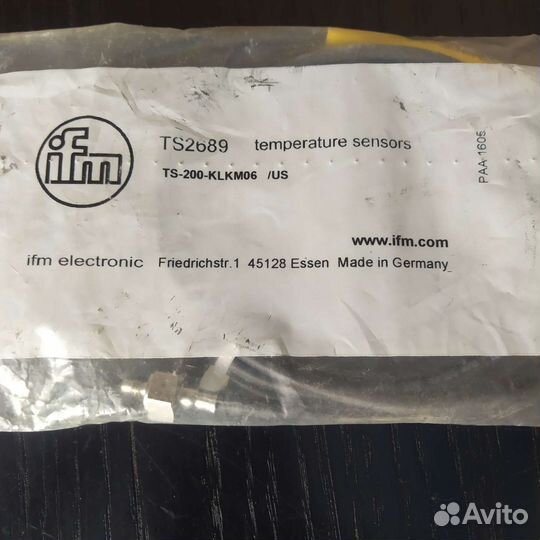 ifm
TS2689 temperature sensors
TS-200-KLKM06 /US
PAA 1605
www.ifm.com
ifm electronic Friedrichstr.1 45128 Essen Made in Germany
Avito